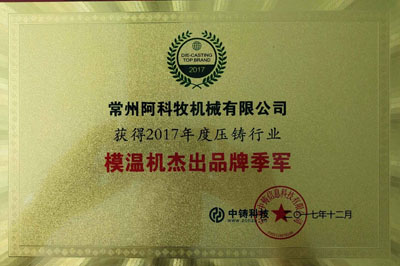 DIE-CASTING
TOP BRAND
2017
常州阿科牧机械有限公司
获得2017年度压铸行业
模温机杰出品牌季军
中铸科技
二〇一七年十二月